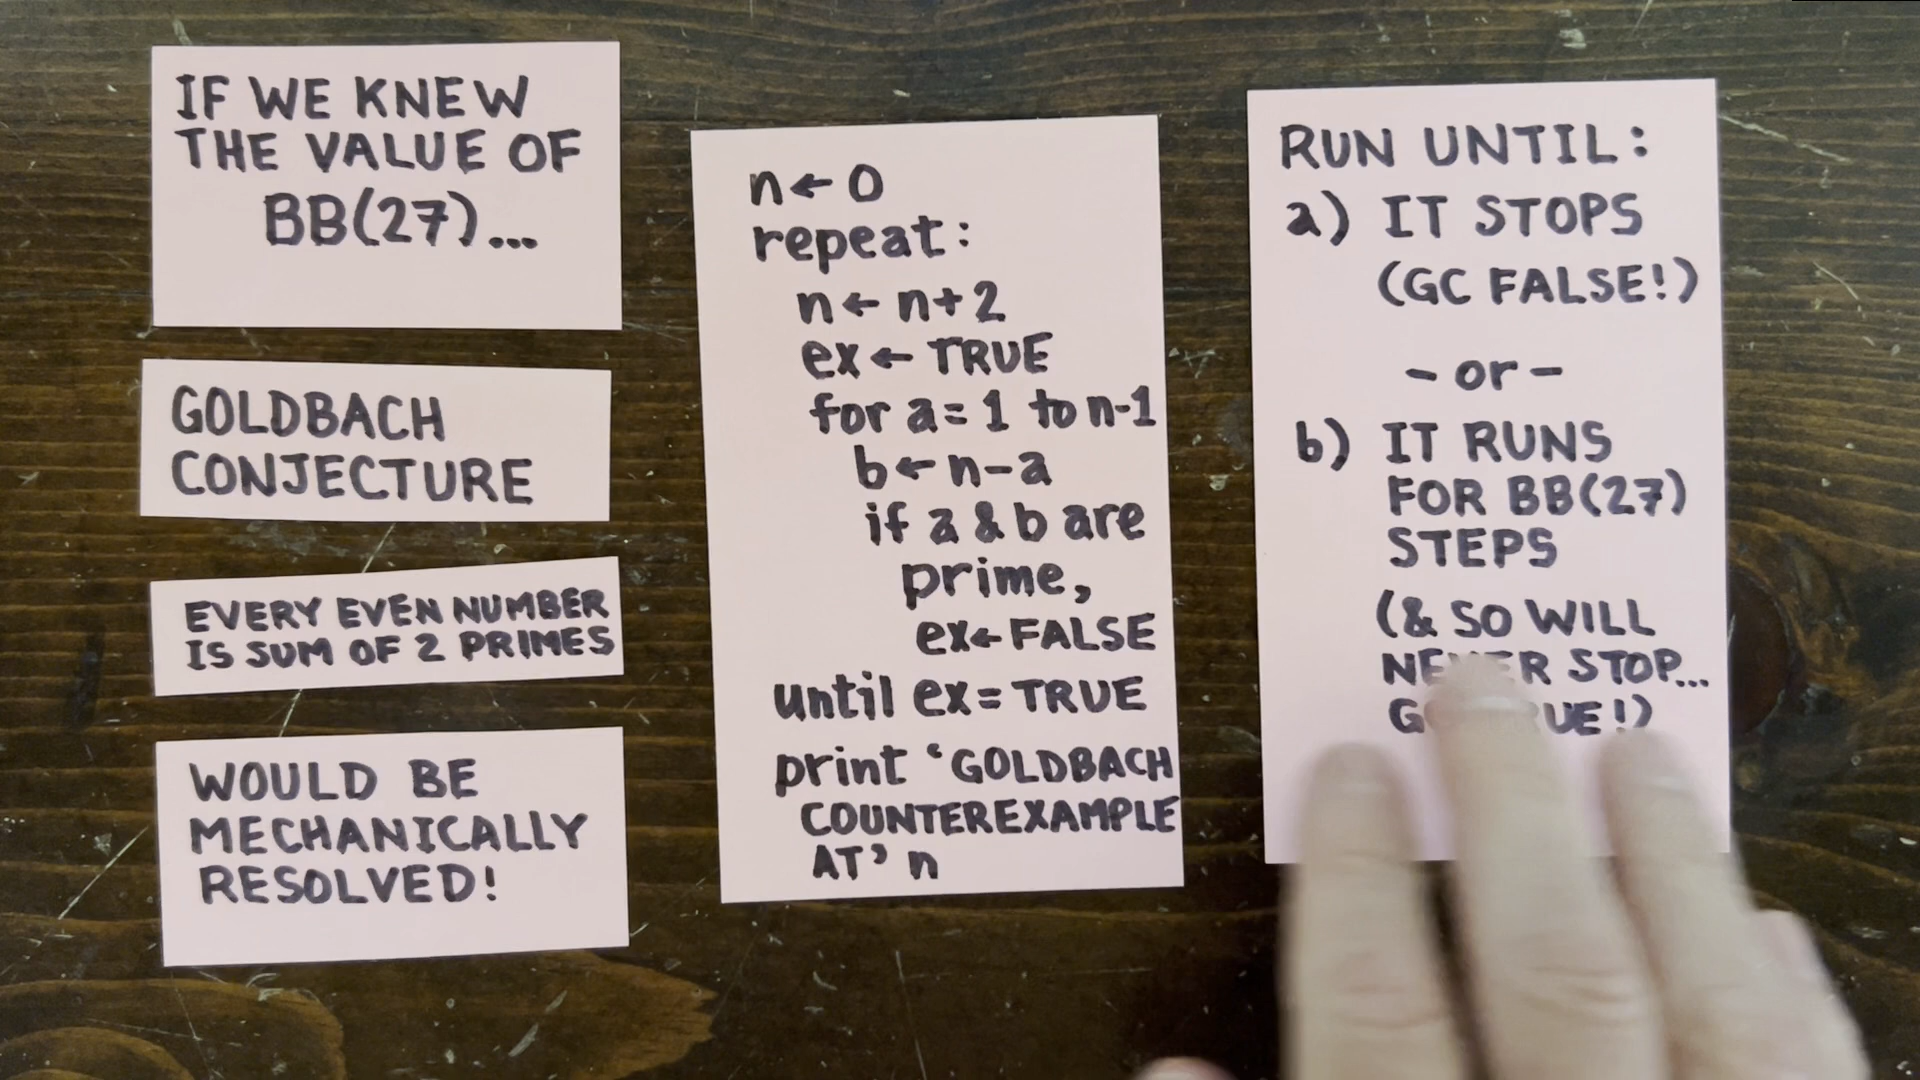 IF WE KNEW
THE VALUE OF
BB(27)...
GOLDBACH
CONJECTURE
EVERY EVEN NUMBER
IS SUM OF 2 PRIMES
WOULD BE
MECHANICALLY
RESOLVED!
n←0
repeat:
n←n+2
ex←TRUE
for a=1 to n-1
b←n-a
if a & b are
prime,
ex←FALSE
until ex=TRUE
print 'GOLDBACH
COUNTEREXAMPLE
AT' n
RUN UNTIL:
a) IT STOPS
(GC FALSE!)
-or-
b) IT RUNS
FOR BB(27)
STEPS
(& SO WILL
NEVER STOP...